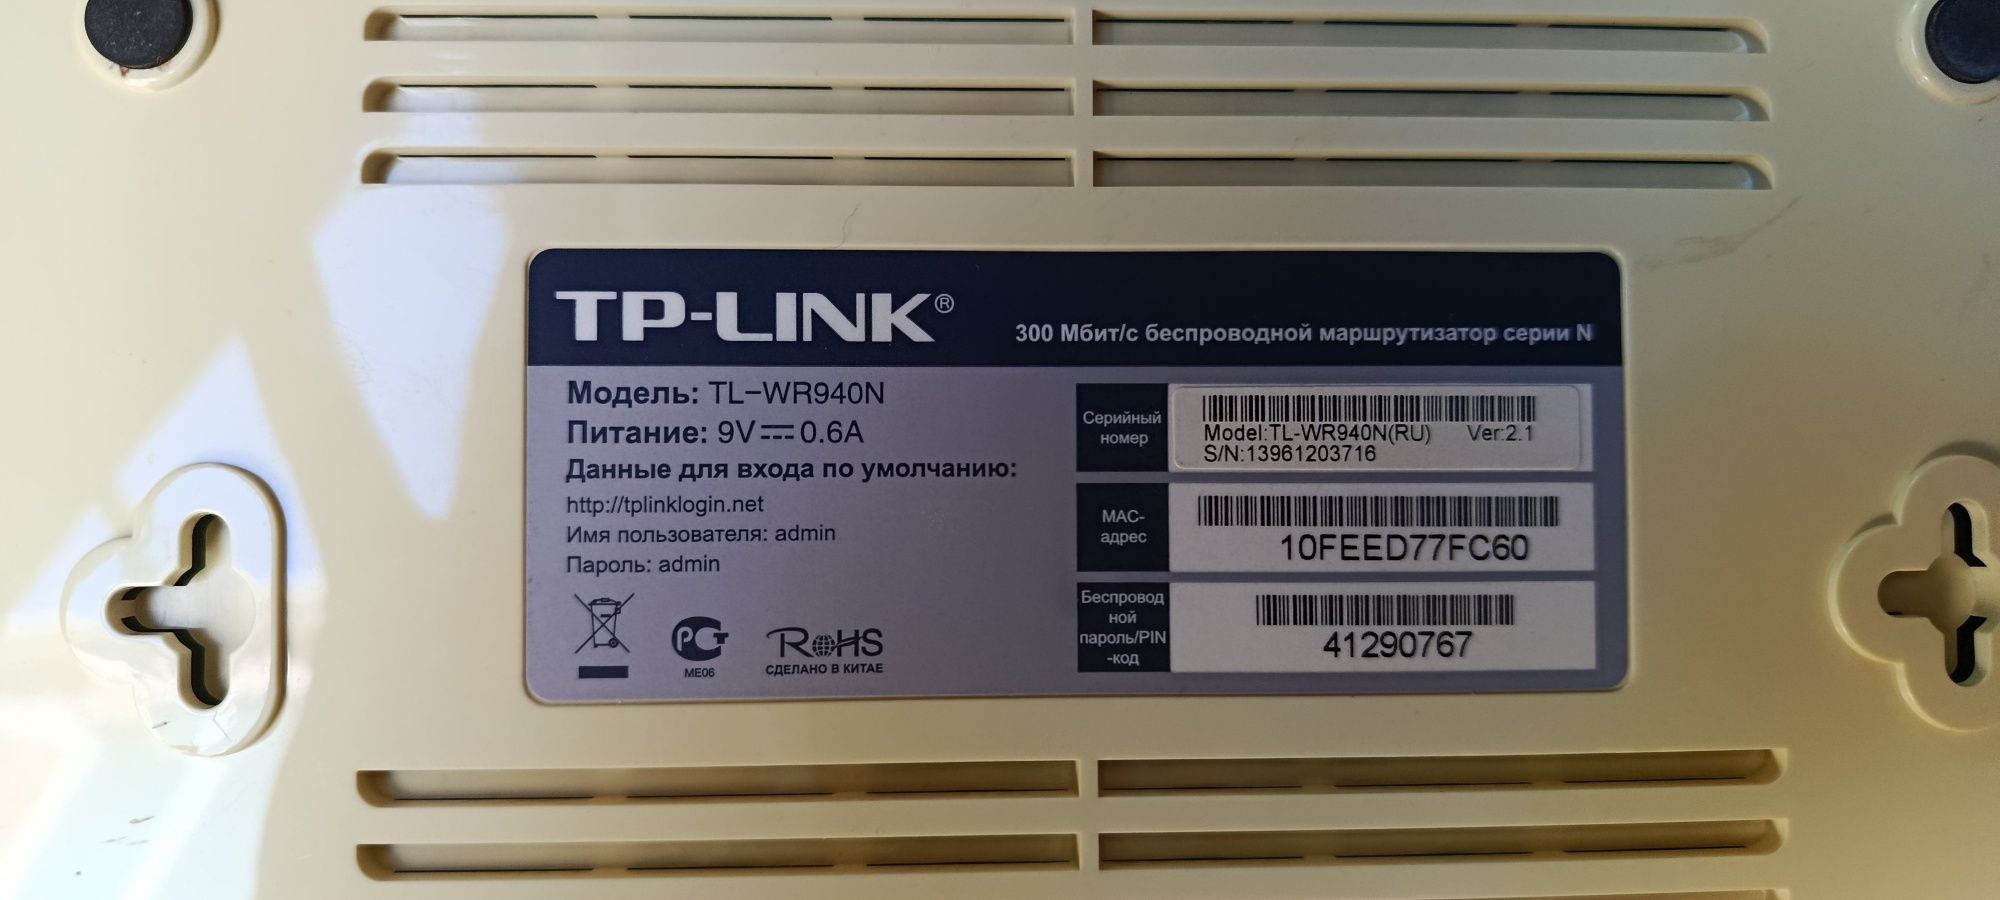 TP-LINK®
300 Мбит/с беспроводной маршрутизатор серии N
Модель: TL-WR940N
Питание: 9V⎓0.6A
Данные для входа по умолчанию:
http://tplinklogin.net
Имя пользователя: admin
Пароль: admin
PCT
ME06
RoHS
СДЕЛАНО В КИТАЕ
Серийный
номер
Model:TL-WR940N(RU) Ver:2.1
S/N:13961203716
MAC-
адрес
10FEED77FC60
Беспровод
ной
пароль/PIN
-код
41290767